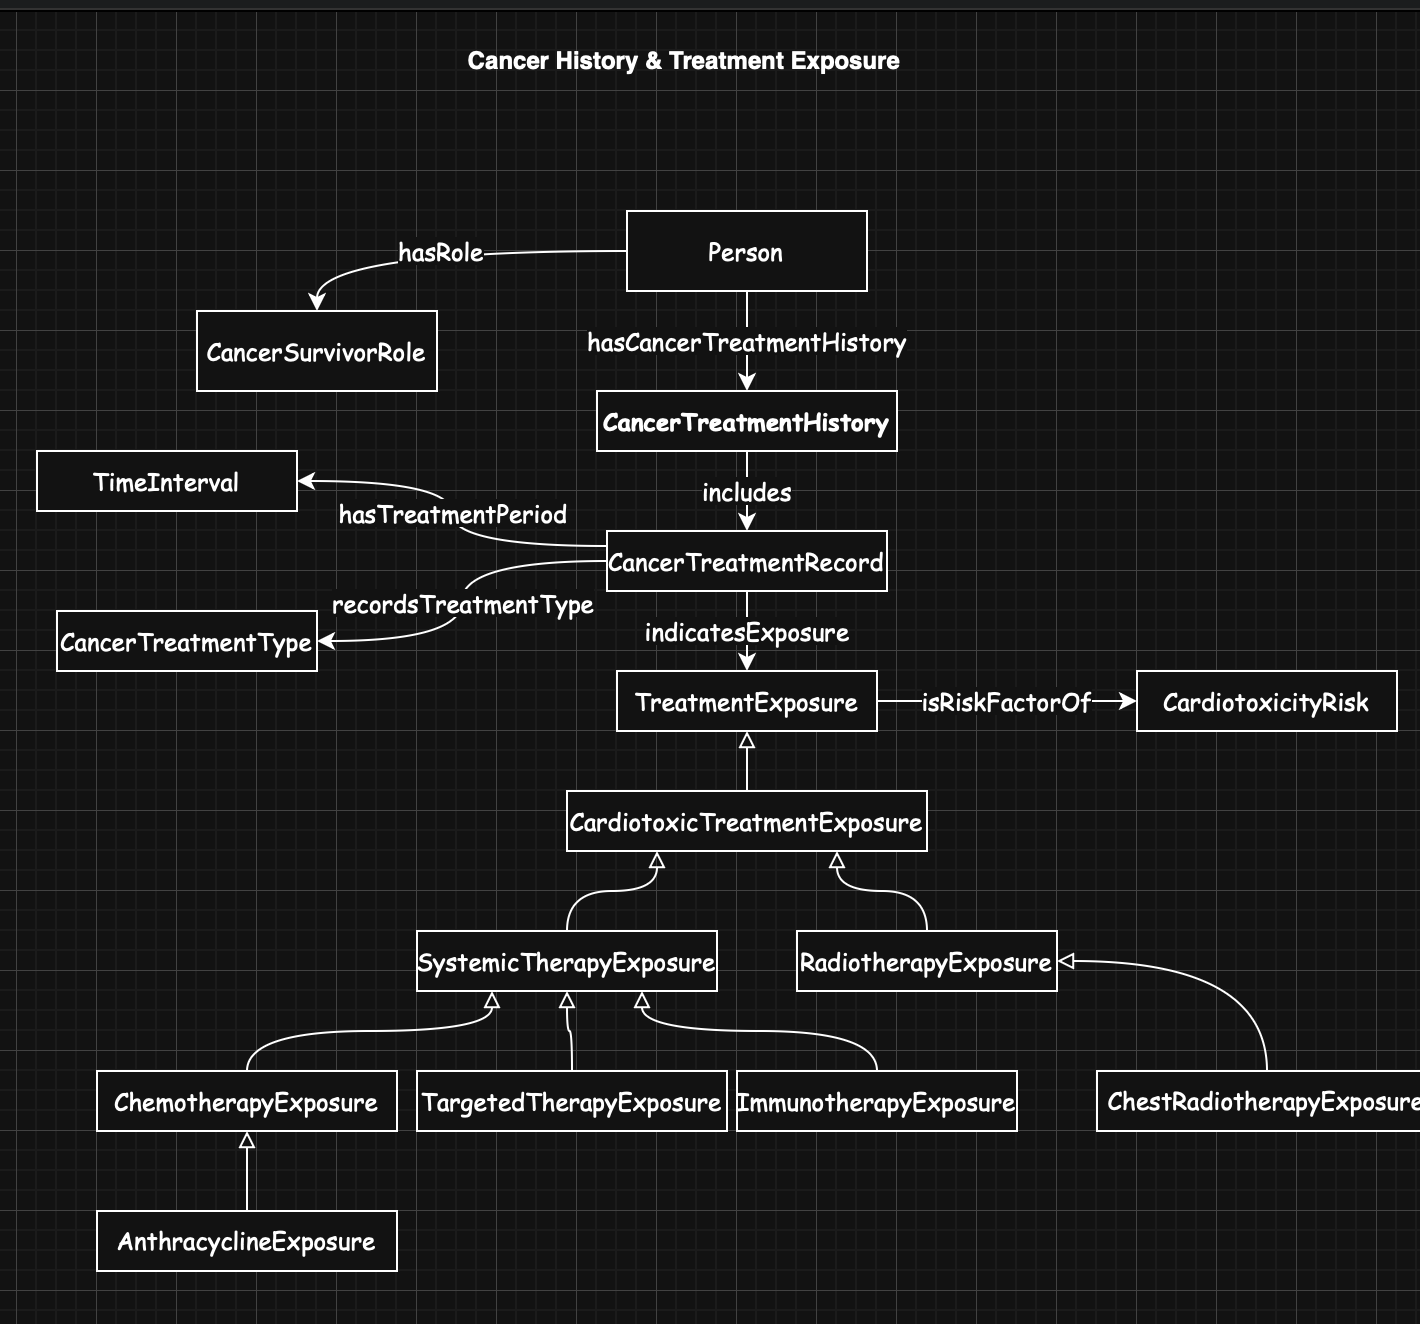 Cancer History & Treatment Exposure
Person
hasRole
CancerSurvivorRole
hasCancerTreatmentHistory
CancerTreatmentHistory
TimeInterval
includes
hasTreatmentPeriod
CancerTreatmentRecord
recordsTreatmentType
CancerTreatmentType
indicatesExposure
TreatmentExposure
isRiskFactorOf
CardiotoxicityRisk
CardiotoxicTreatmentExposure
SystemicTherapyExposure
RadiotherapyExposure
ChemotherapyExposure
TargetedTherapyExposure
ImmunotherapyExposure
ChestRadiotherapyExposure
AnthracyclineExposure